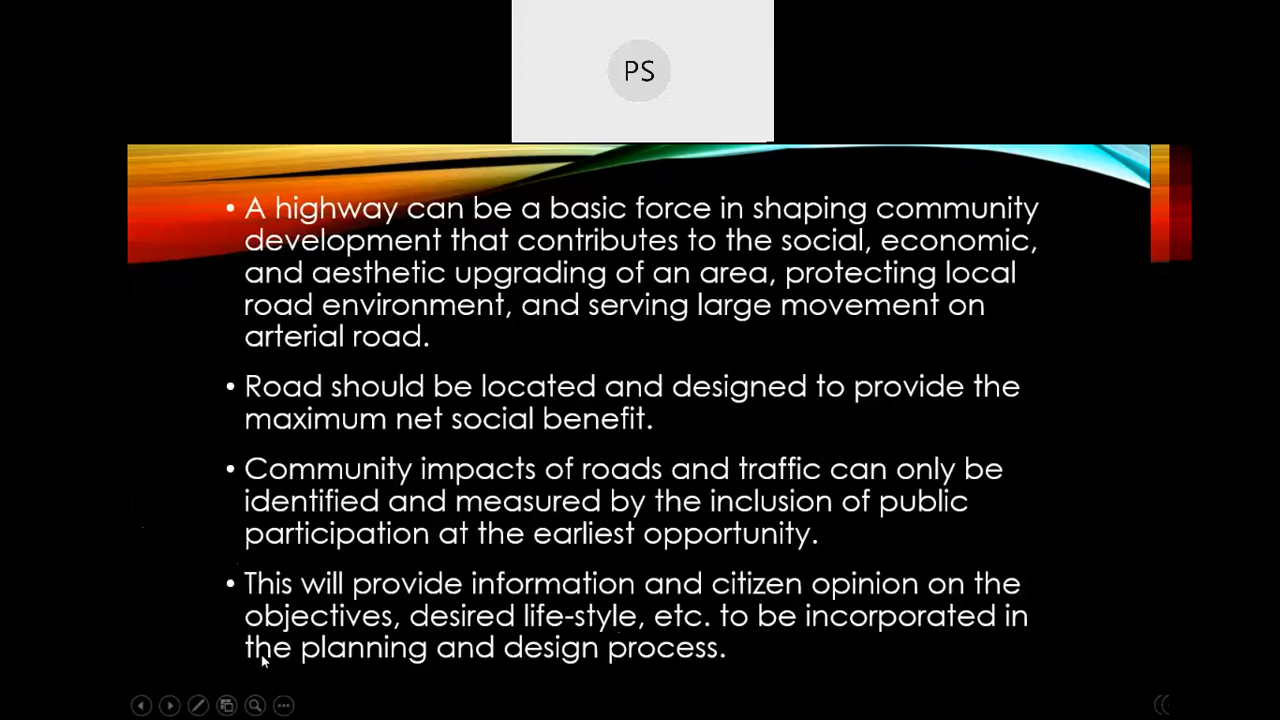 PS
• A highway can be a basic force in shaping community
development that contributes to the social, economic,
and aesthetic upgrading of an area, protecting local
road environment, and serving large movement on
arterial road.
• Road should be located and designed to provide the
maximum net social benefit.
• Community impacts of roads and traffic can only be
identified and measured by the inclusion of public
participation at the earliest opportunity.
• This will provide information and citizen opinion on the
objectives, desired life-style, etc. to be incorporated in
the planning and design process.